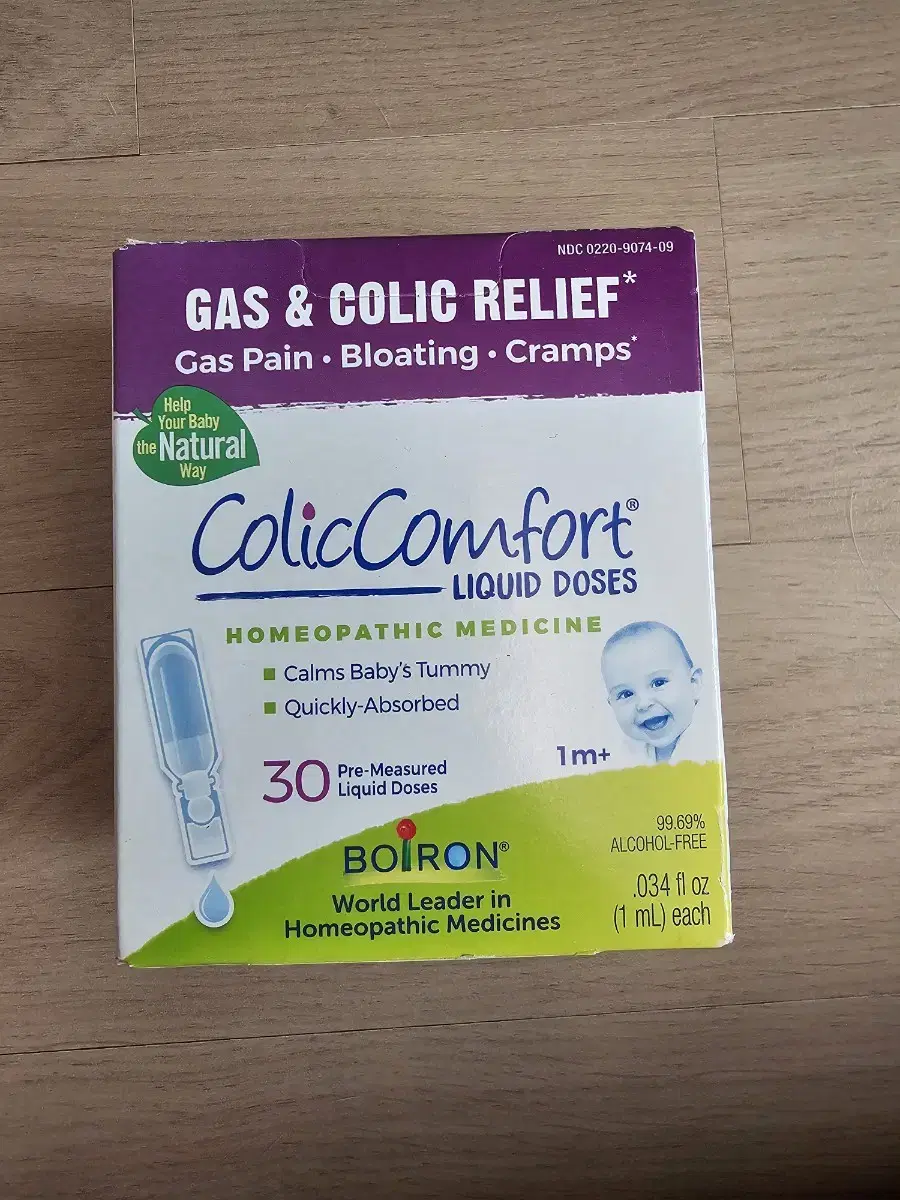 NDC 0220-9074-09
GAS & COLIC RELIEF*
Gas Pain • Bloating • Cramps*
Help
Your Baby
the Natural
Way
ColicComfort®
LIQUID DOSES
HOMEOPATHIC MEDICINE
■ Calms Baby's Tummy
■ Quickly-Absorbed
30 Pre-Measured
Liquid Doses
1m+
99.69%
ALCOHOL-FREE
BOIRON®
World Leader in
Homeopathic Medicines
.034 fl oz
(1 mL) each